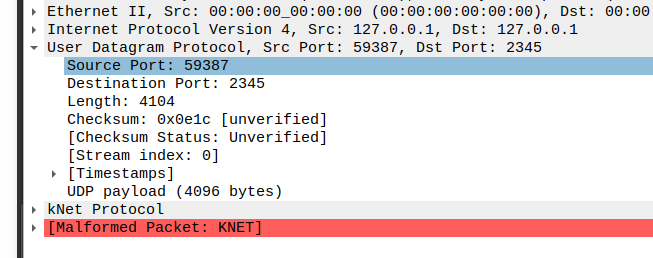 Ethernet II, Src: 00:00:00_00:00:00 (00:00:00:00:00:00), Dst: 00:00
Internet Protocol Version 4, Src: 127.0.0.1, Dst: 127.0.0.1
User Datagram Protocol, Src Port: 59387, Dst Port: 2345
Source Port: 59387
Destination Port: 2345
Length: 4104
Checksum: 0x0e1c [unverified]
[Checksum Status: Unverified]
[Stream index: 0]
[Timestamps]
UDP payload (4096 bytes)
kNet Protocol
[Malformed Packet: KNET]